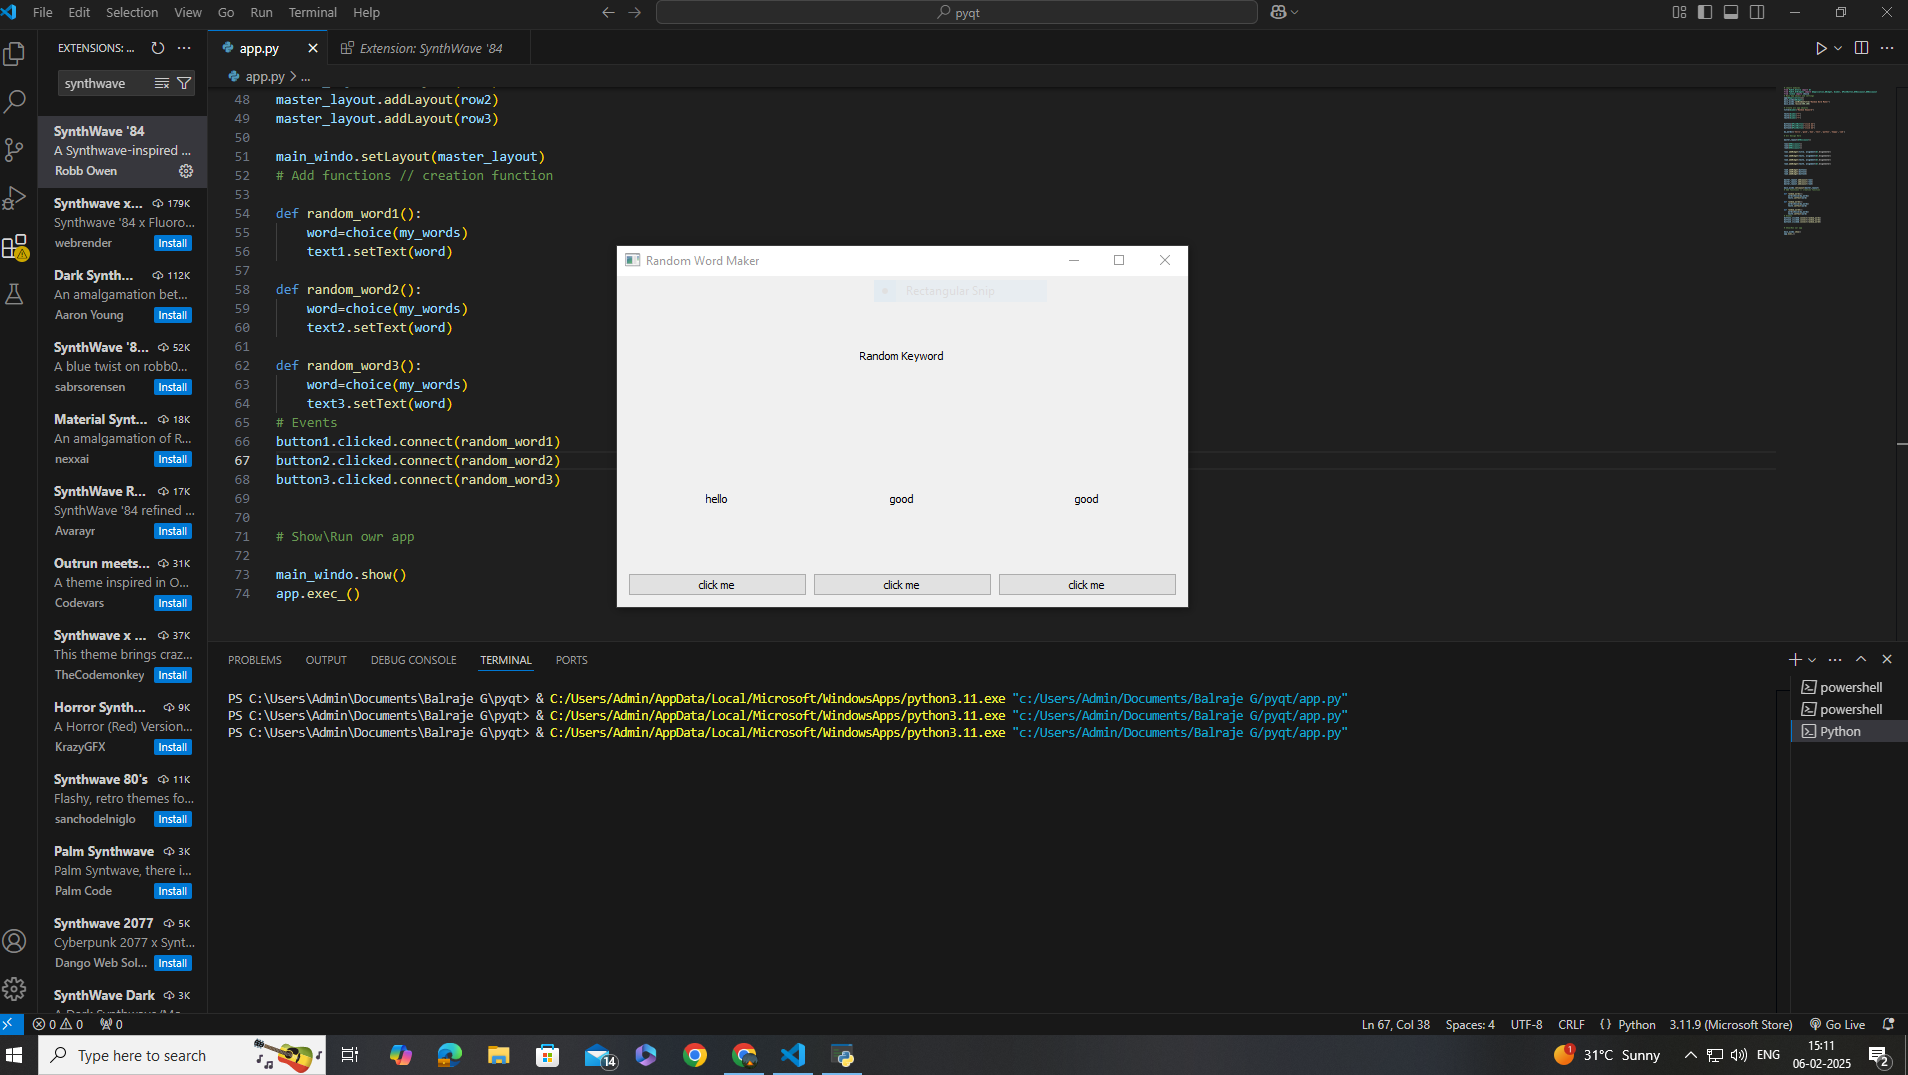 File Edit Selection View Go Run Terminal Help
pyqt
EXTENSIONS: ...
app.py
Extension: SynthWave '84
synthwave
app.py > ...
SynthWave '84
A Synthwave-inspired ...
Robb Owen
Synthwave x... 179K
Synthwave '84 x Fluoro...
webrender Install
Dark Synth... 112K
An amalgamation bet...
Aaron Young Install
SynthWave '8... 52K
A blue twist on robb0...
sabrsorensen Install
Material Synt... 18K
An amalgamation of R...
nexxai Install
SynthWave R... 17K
SynthWave '84 refined ...
Avarayr Install
Outrun meets... 31K
A theme inspired in O...
Codevars Install
Synthwave x ... 37K
This theme brings craz...
TheCodemonkey Install
Horror Synth... 9K
A Horror (Red) Version...
KrazyGFX Install
Synthwave 80's 11K
Flashy, retro themes fo...
sanchodelniglo Install
Palm Synthwave 3K
Palm Syntwave, there i...
Palm Code Install
Synthwave 2077 5K
Cyberpunk 2077 x Synt...
Dango Web Sol... Install
SynthWave Dark 3K
48 master_layout.addLayout(row2)
49 master_layout.addLayout(row3)
50
51 main_windo.setLayout(master_layout)
52 # Add functions // creation function
53
54 def random_word1():
55 word=choice(my_words)
56 text1.setText(word)
57
58 def random_word2():
59 word=choice(my_words)
60 text2.setText(word)
61
62 def random_word3():
63 word=choice(my_words)
64 text3.setText(word)
65 # Events
66 button1.clicked.connect(random_word1)
67 button2.clicked.connect(random_word2)
68 button3.clicked.connect(random_word3)
69
70
71 # Show\Run owr app
72
73 main_windo.show()
74 app.exec_()
Random Word Maker
Rectangular Snip
Random Keyword
hello good good
click me click me click me
PROBLEMS OUTPUT DEBUG CONSOLE TERMINAL PORTS
PS C:\Users\Admin\Documents\Balraje G\pyqt> & C:/Users/Admin/AppData/Local/Microsoft/WindowsApps/python3.11.exe "c:/Users/Admin/Documents/Balraje G/pyqt/app.py"
PS C:\Users\Admin\Documents\Balraje G\pyqt> & C:/Users/Admin/AppData/Local/Microsoft/WindowsApps/python3.11.exe "c:/Users/Admin/Documents/Balraje G/pyqt/app.py"
PS C:\Users\Admin\Documents\Balraje G\pyqt> & C:/Users/Admin/AppData/Local/Microsoft/WindowsApps/python3.11.exe "c:/Users/Admin/Documents/Balraje G/pyqt/app.py"
powershell
powershell
Python
0 0 0
Ln 67, Col 38 Spaces: 4 UTF-8 CRLF {} Python 3.11.9 (Microsoft Store) Go Live
Type here to search
14
1
31°C Sunny
ENG
15:11
06-02-2025
2